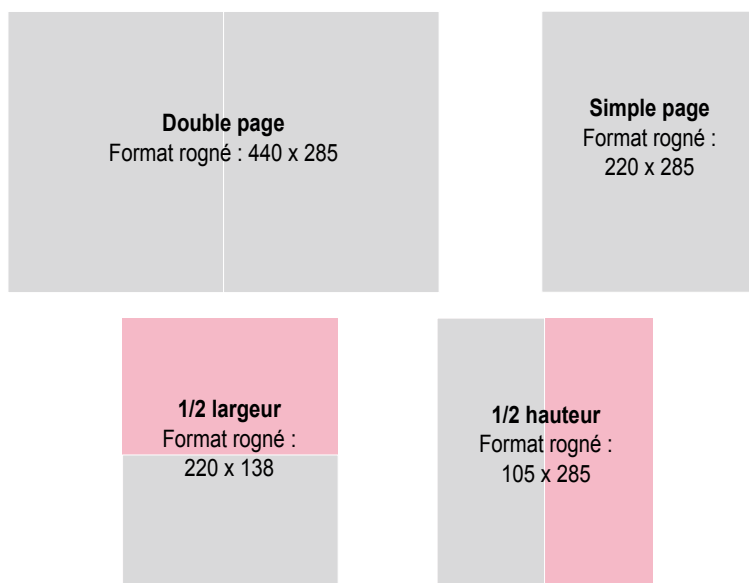 Double page
Format rogné : 440 x 285
Simple page
Format rogné :
220 x 285
1/2 largeur
Format rogné :
220 x 138
1/2 hauteur
Format rogné :
105 x 285